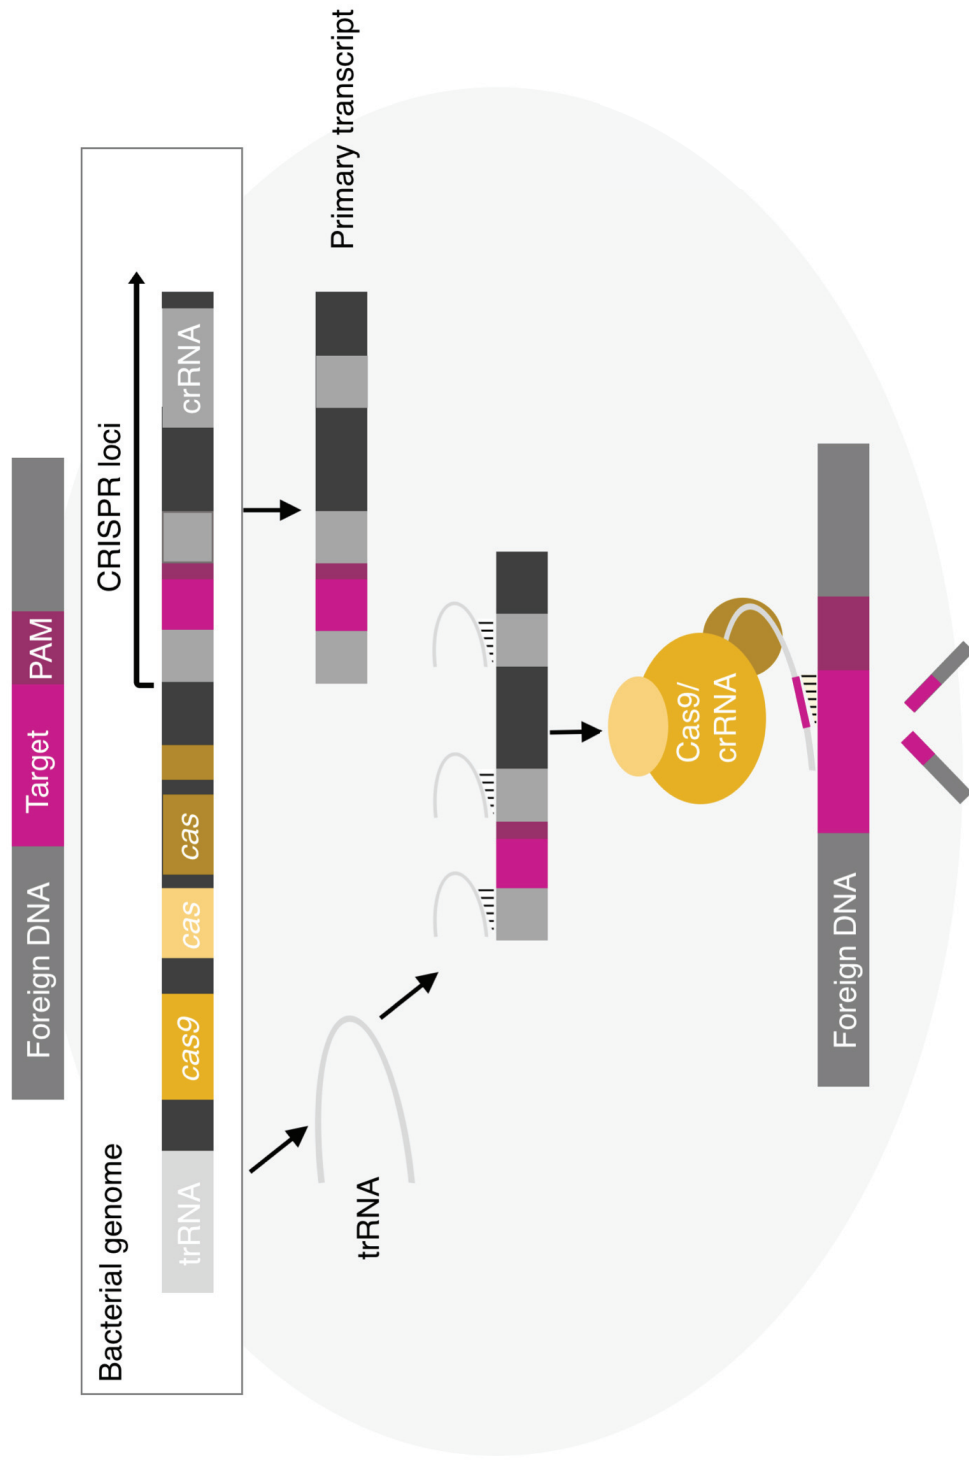 Foreign DNA
Target
PAM
Bacterial genome
CRISPR loci
trRNA
cas9
cas
cas
crRNA
trRNA
Primary transcript
Cas9/
crRNA
Foreign DNA